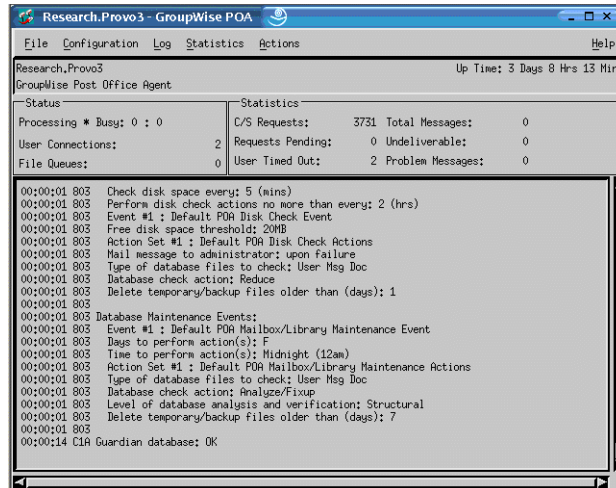 Research.Provo3 - GroupWise POA
File Configuration Log Statistics Actions Help
Research.Provo3 Up Time: 3 Days 8 Hrs 13 Min
GroupWise Post Office Agent
Status Statistics
Processing * Busy: 0 : 0 C/S Requests: 3731 Total Messages: 0
User Connections: 2 Requests Pending: 0 Undeliverable: 0
File Queues: 0 User Timed Out: 2 Problem Messages: 0
00:00:01 803 Check disk space every: 5 (mins)
00:00:01 803 Perform disk check actions no more than every: 2 (hrs)
00:00:01 803 Event #1 : Default POA Disk Check Event
00:00:01 803 Free disk space threshold: 20MB
00:00:01 803 Action Set #1 : Default POA Disk Check Actions
00:00:01 803 Mail message to administrator: upon failure
00:00:01 803 Type of database files to check: User Msg Doc
00:00:01 803 Database check action: Reduce
00:00:01 803 Delete temporary/backup files older than (days): 1
00:00:01 803
00:00:01 803 Database Maintenance Events:
00:00:01 803 Event #1 : Default POA Mailbox/Library Maintenance Event
00:00:01 803 Days to perform action(s): F
00:00:01 803 Time to perform action(s): Midnight (12am)
00:00:01 803 Action Set #1 : Default POA Mailbox/Library Maintenance Actions
00:00:01 803 Type of database files to check: User Msg Doc
00:00:01 803 Database check action: Analyze/Fixup
00:00:01 803 Level of database analysis and verification: Structural
00:00:01 803 Delete temporary/backup files older than (days): 7
00:00:01 803
00:00:14 C1A Guardian database: OK